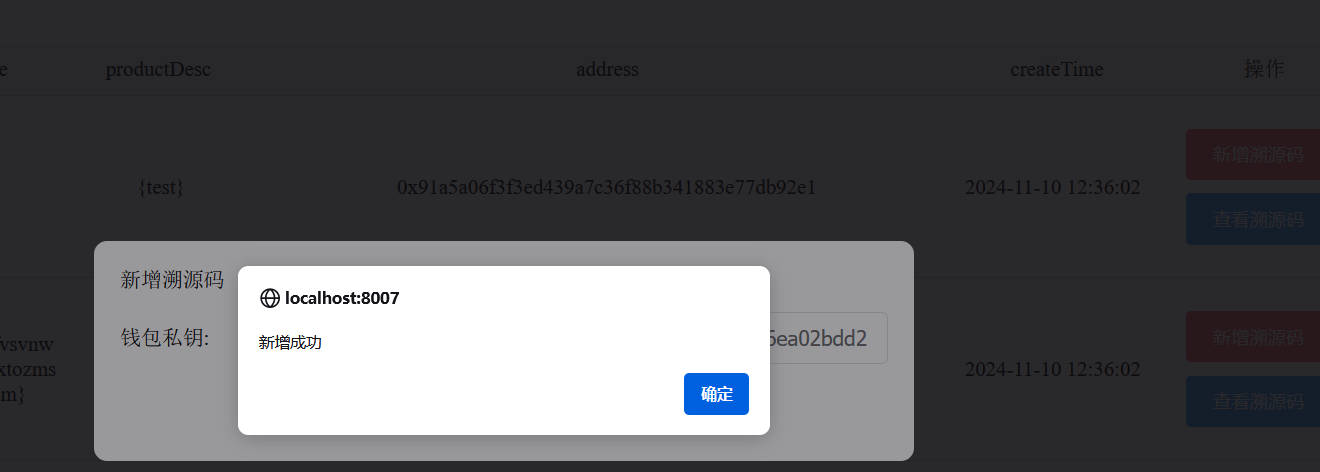 e productDesc address createTime 操作
新增溯源码
{test} 0x91a5a06f3f3ed439a7c36f88b341883e77db92e1 2024-11-10 12:36:02
查看溯源码
新增溯源码
localhost:8007
钱包私钥: 6ea02bdd2
新增成功
新增溯源码
vsvnw
xtozms 2024-11-10 12:36:02
m}
确定
查看溯源码